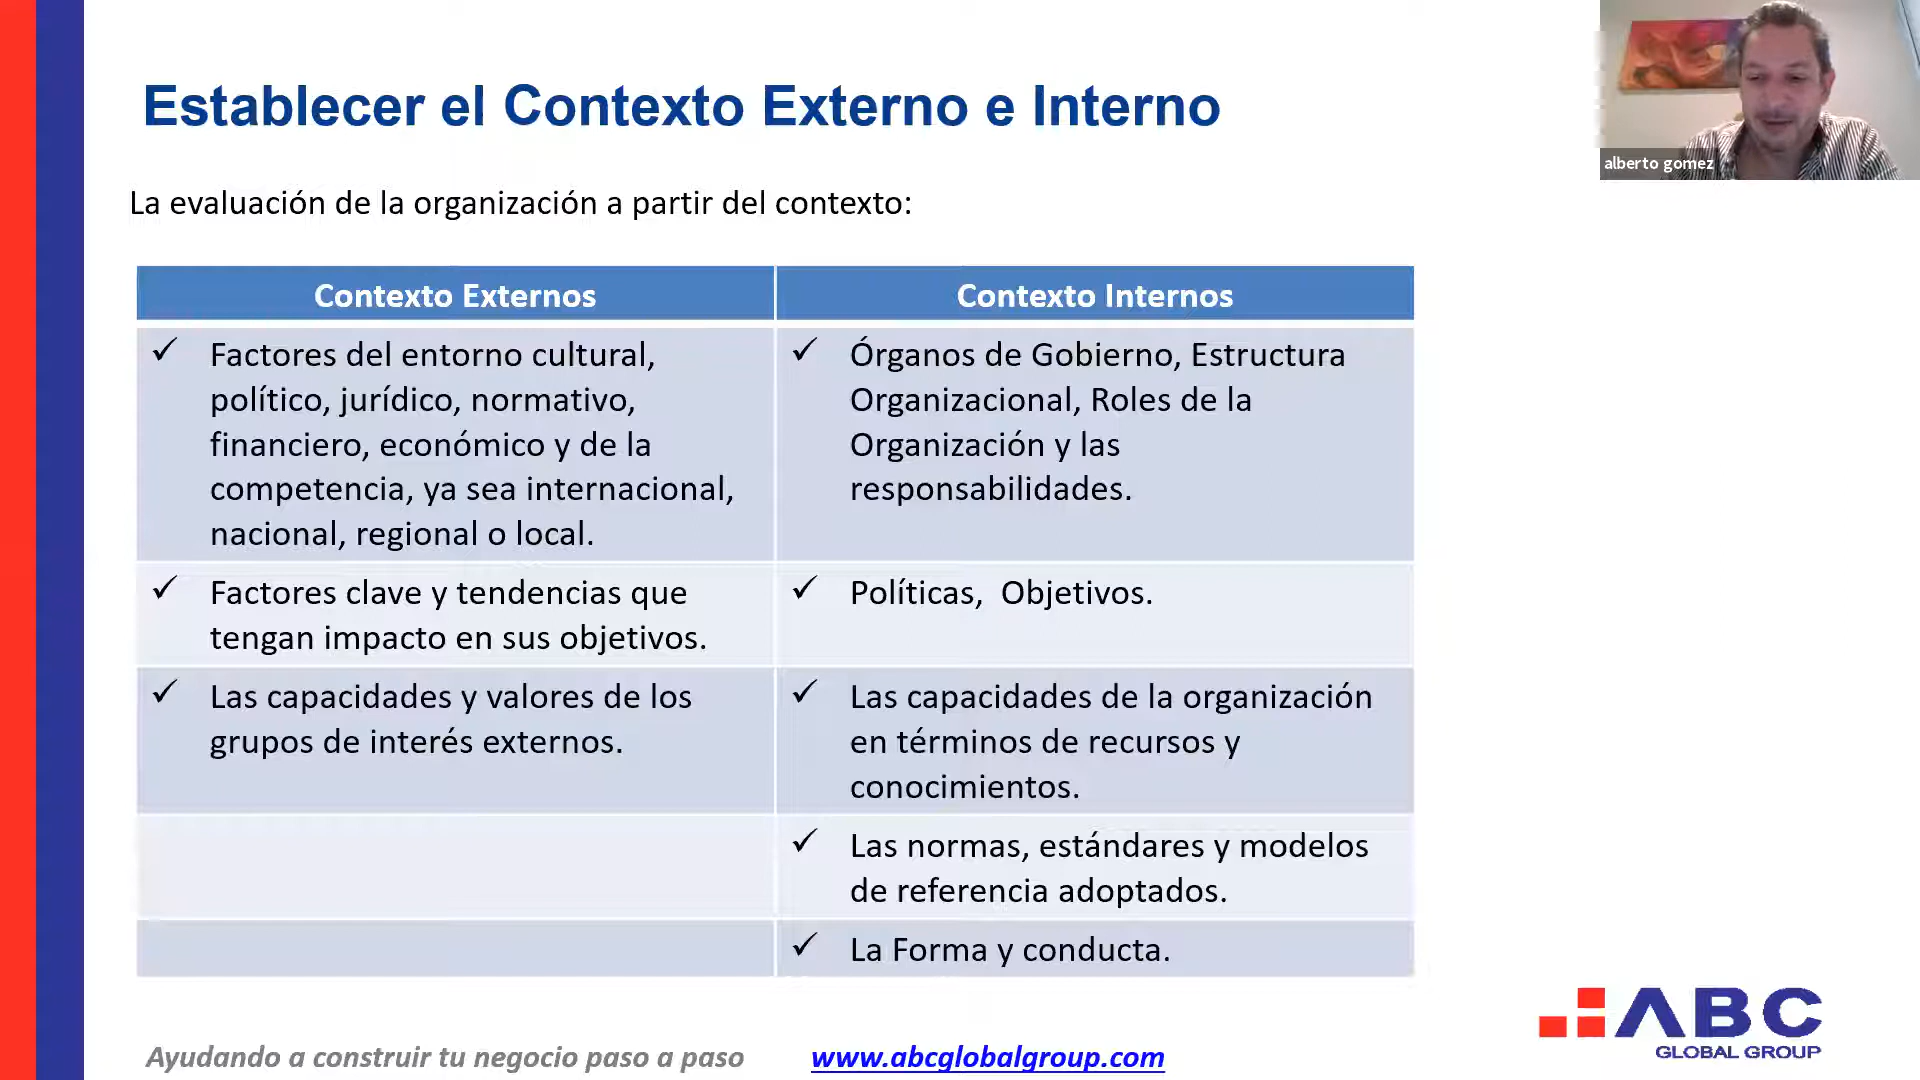 Establecer el Contexto Externo e Interno
alberto gomez
La evaluación de la organización a partir del contexto:
Contexto Externos
Contexto Internos
✓ Factores del entorno cultural,
político, jurídico, normativo,
financiero, económico y de la
competencia, ya sea internacional,
nacional, regional o local.
✓ Órganos de Gobierno, Estructura
Organizacional, Roles de la
Organización y las
responsabilidades.
✓ Factores clave y tendencias que
tengan impacto en sus objetivos.
✓ Políticas,  Objetivos.
✓ Las capacidades y valores de los
grupos de interés externos.
✓ Las capacidades de la organización
en términos de recursos y
conocimientos.
✓ Las normas, estándares y modelos
de referencia adoptados.
✓ La Forma y conducta.
ABC
GLOBAL GROUP
Ayudando a construir tu negocio paso a paso
www.abcglobalgroup.com